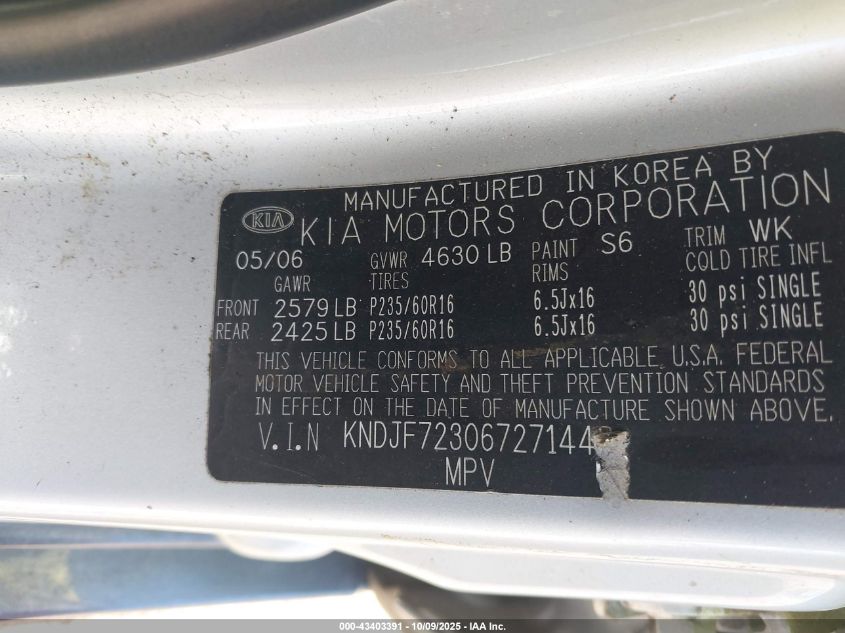 MANUFACTURED IN KOREA BY
KIA KIA MOTORS CORPORATION
05/06 GVWR 4630 LB PAINT S6 TRIM WK
GAWR TIRES RIMS COLD TIRE INFL
FRONT 2579 LB P235/60R16 6.5Jx16 30 psi SINGLE
REAR 2425 LB P235/60R16 6.5Jx16 30 psi SINGLE
THIS VEHICLE CONFORMS TO ALL APPLICABLE U.S.A. FEDERAL
MOTOR VEHICLE SAFETY AND THEFT PREVENTION STANDARDS
IN EFFECT ON THE DATE OF MANUFACTURE SHOWN ABOVE.
V.I.N KNDJF72306727144
MPV
000-43403391 - 10/09/2025 - IAA Inc.